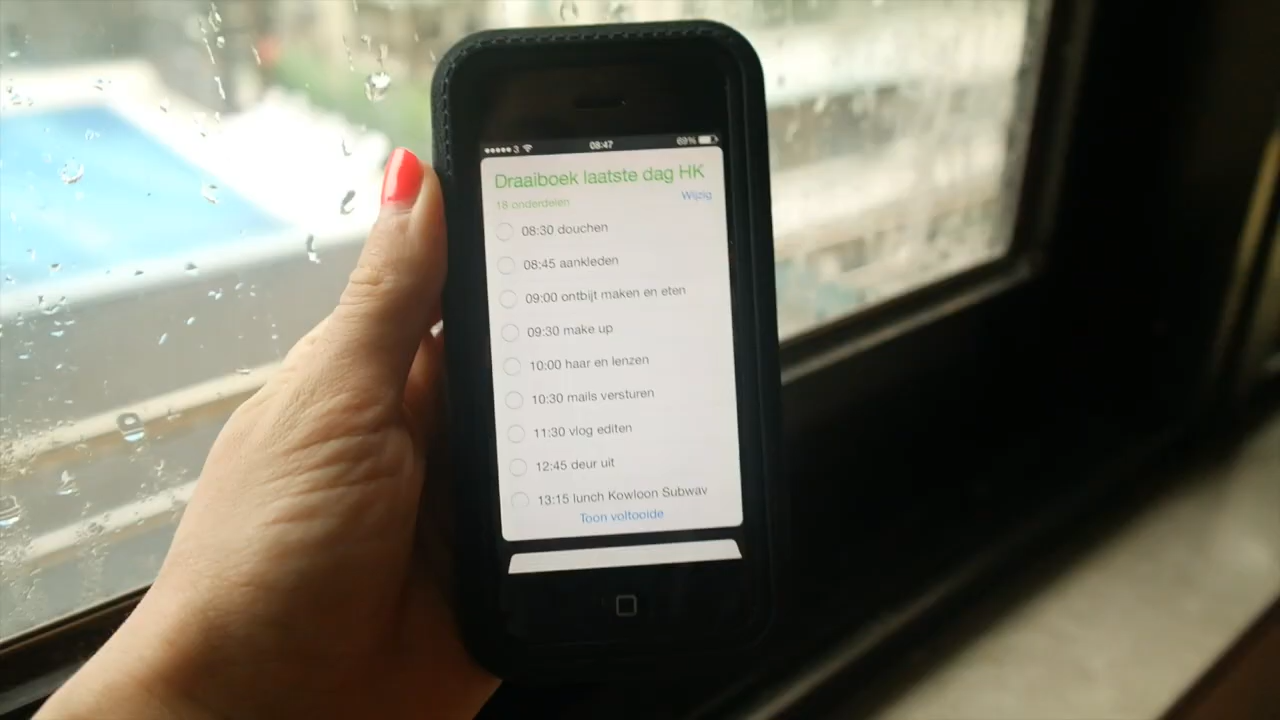 3 08:47 69%
Draaiboek laatste dag HK
18 onderdelen Wijzig
08:30 douchen
08:45 aankleden
09:00 ontbijt maken en eten
09:30 make up
10:00 haar en lenzen
10:30 mails versturen
11:30 vlog editen
12:45 deur uit
13:15 lunch Kowloon Subway
Toon voltooide